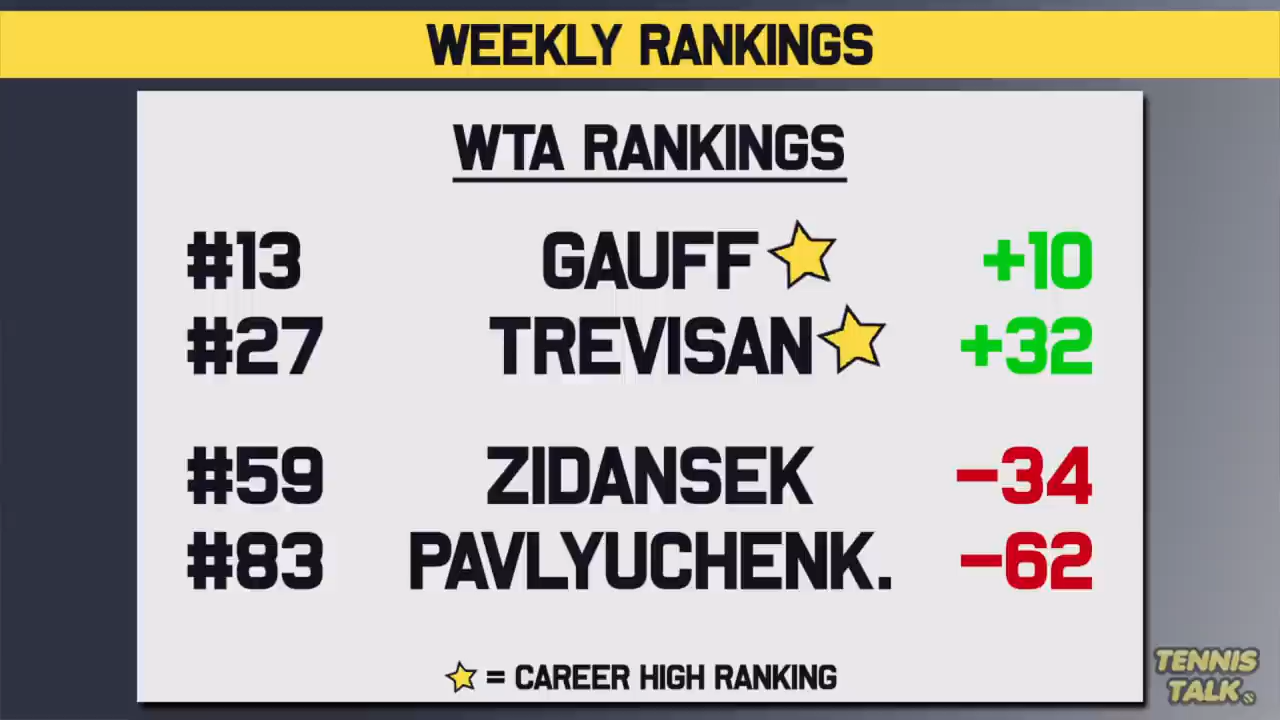 WEEKLY RANKINGS
WTA RANKINGS
#13 GAUFF +10
#27 TREVISAN +32
#59 ZIDANSEK -34
#83 PAVLYUCHENK. -62
= CAREER HIGH RANKING
TENNIS
TALK